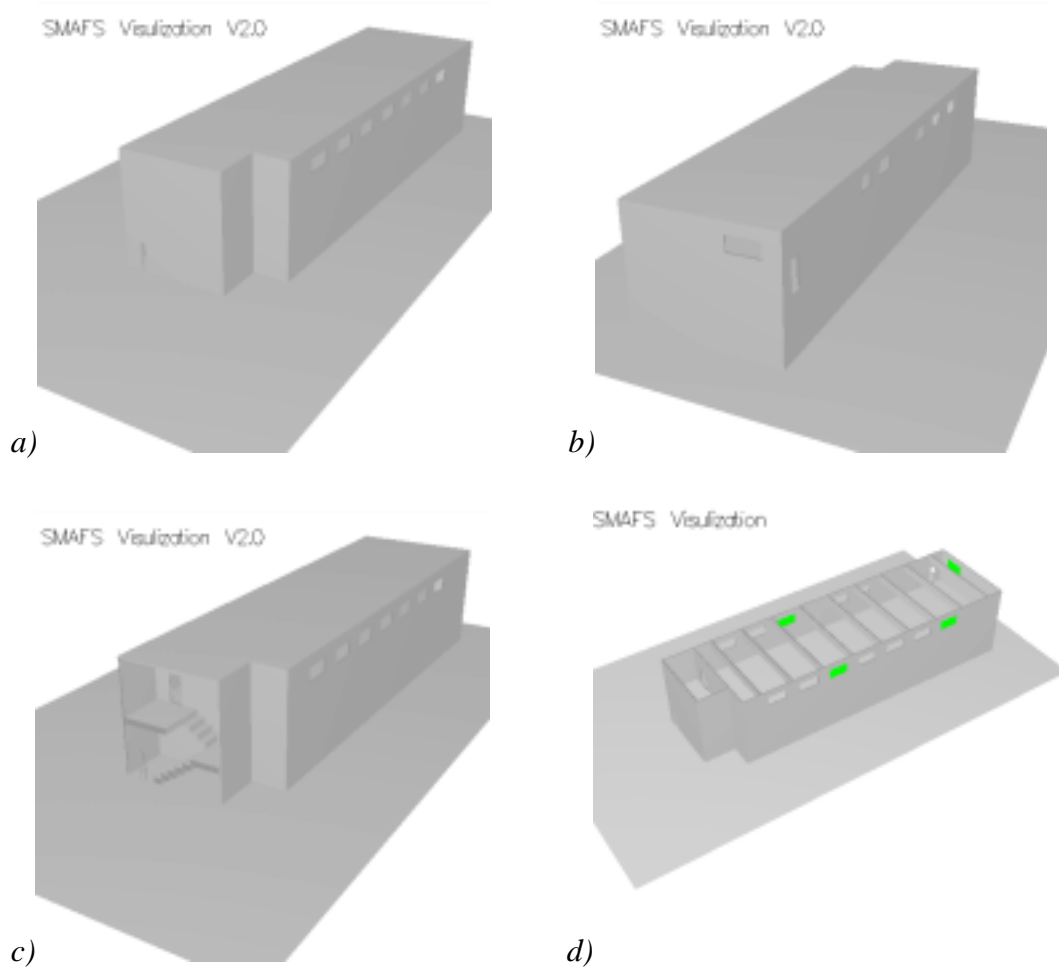 SMAFS Visulization V2.0
SMAFS Visulization V2.0
a)
b)
SMAFS Visulization V2.0
SMAFS Visulization
c)
d)